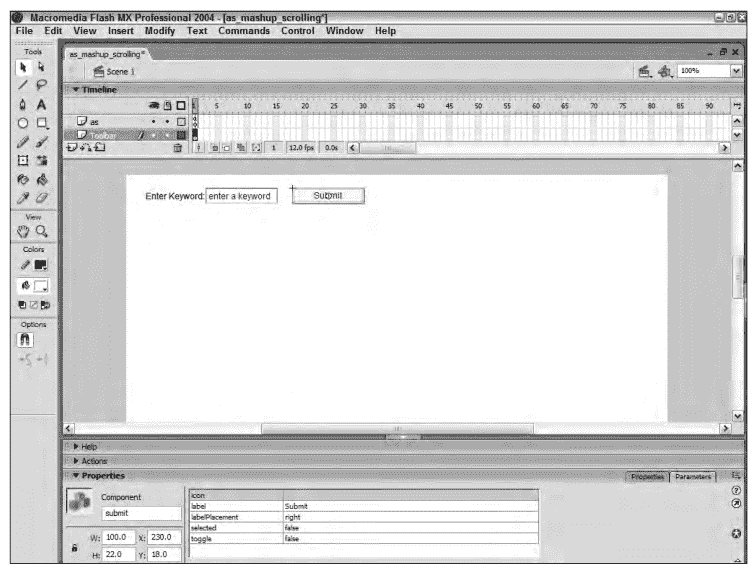 Macromedia Flash MX Professional 2004 - [as_mashup_scrolling*]
File Edit View Insert Modify Text Commands Control Window Help
Tools
as_mashup_scrolling*
Scene 1
100%
Timeline
1 5 10 15 20 25 30 35 40 45 50 55 60 65 70 75 80 85 90
as
Toolbar
1 12.0 fps 0.0s
Enter Keyword: enter a keyword Submit
View
Colors
Options
Help
Actions
Properties
Properties Parameters
Component
submit
W: 100.0 X: 230.0
H: 22.0 Y: 18.0
icon
label Submit
labelPlacement right
selected false
toggle false